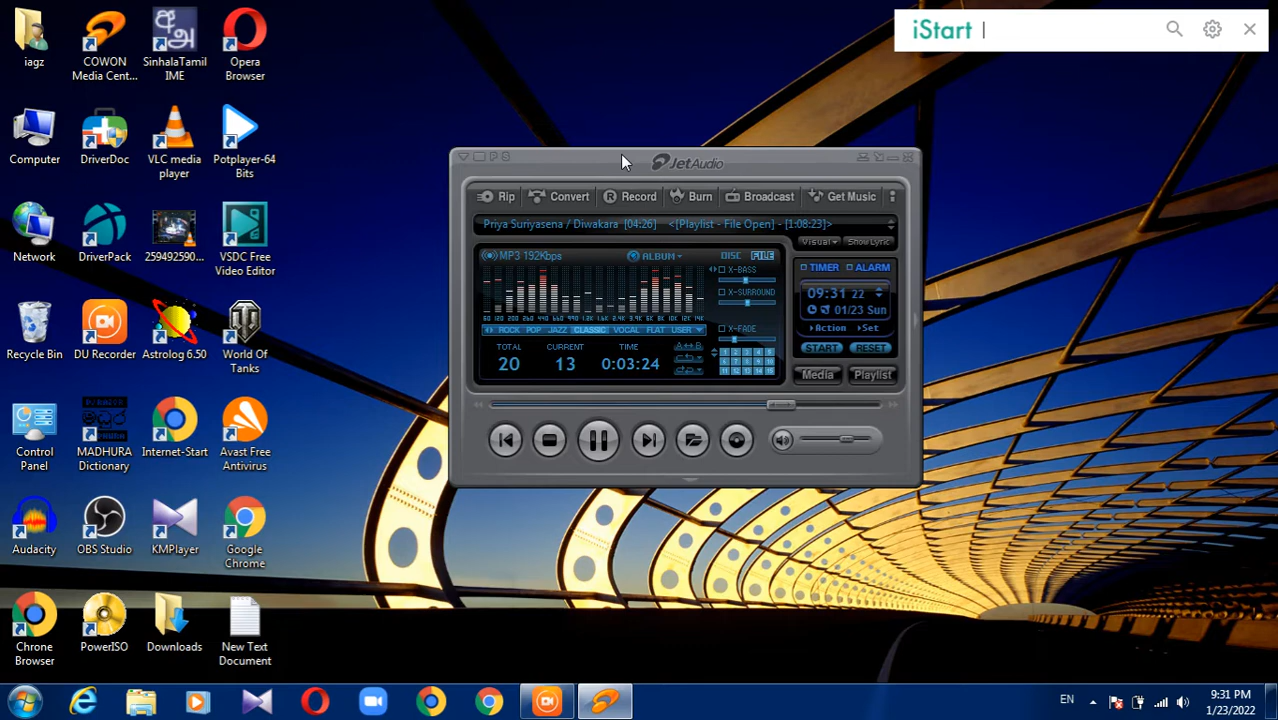 iagz
COWON Media Cent...
SinhalaTamil IME
Opera Browser
Computer
DriverDoc
VLC media player
Potplayer-64 Bits
Network
DriverPack
259492590...
VSDC Free Video Editor
Recycle Bin
DU Recorder
Astrolog 6.50
World Of Tanks
Control Panel
MADHURA Dictionary
Internet-Start
Avast Free Antivirus
Audacity
OBS Studio
KMPlayer
Google Chrome
Chrome Browser
PowerISO
Downloads
New Text Document
iStart
JetAudio
Rip Convert Record Burn Broadcast Get Music
Priya Suriyasena / Diwakara [04:26] <[Playlist - File Open] - [1:08:23]>
Visual Show Lyric
MP3 192Kbps ALBUM DISC FILE
X-BASS
X-SURROUND
X-FADE
ROCK POP JAZZ CLASSIC VOCAL FLAT USER
TOTAL CURRENT TIME A↔B
20 13 0:03:24
TIMER ALARM
09:31 22
01/23 Sun
Action Set
START RESET
Media Playlist
EN
9:31 PM
1/23/2022